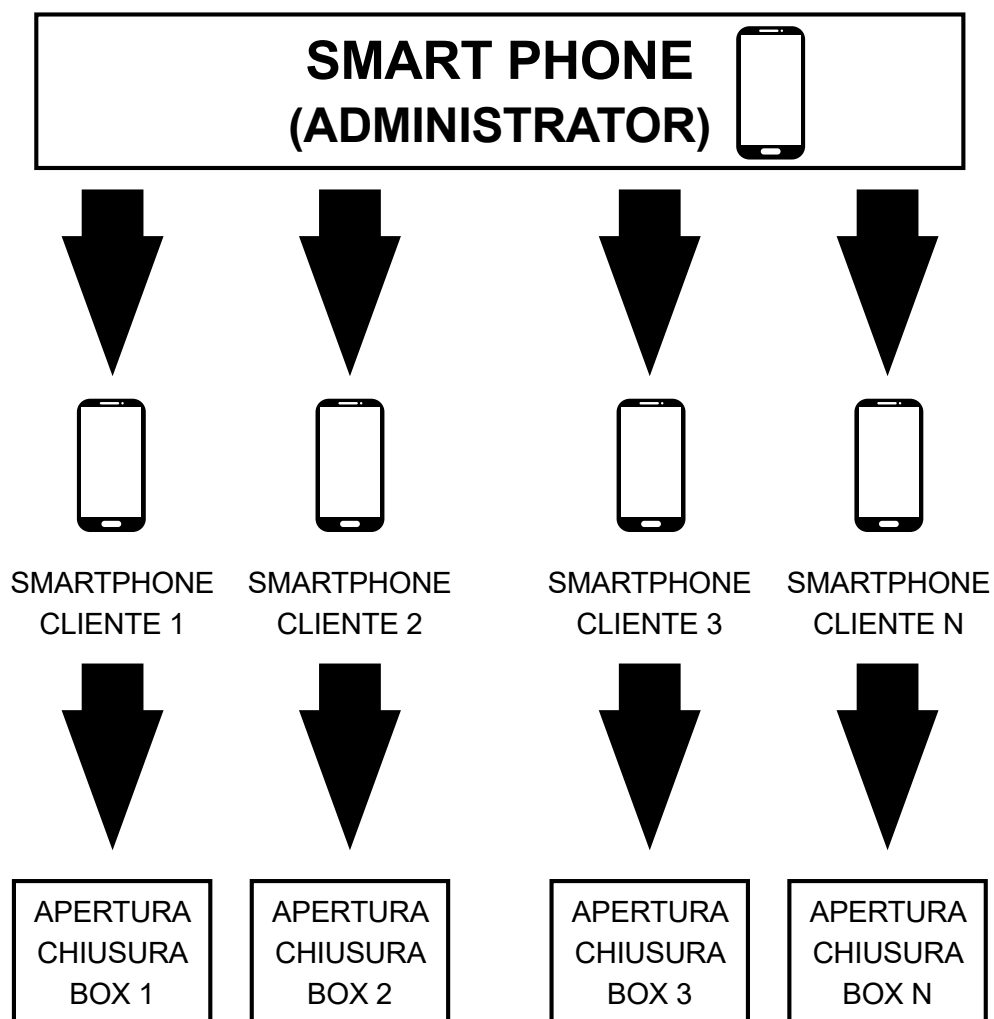 SMART PHONE
(ADMINISTRATOR)
SMARTPHONE
CLIENTE 1
SMARTPHONE
CLIENTE 2
SMARTPHONE
CLIENTE 3
SMARTPHONE
CLIENTE N
APERTURA
CHIUSURA
BOX 1
APERTURA
CHIUSURA
BOX 2
APERTURA
CHIUSURA
BOX 3
APERTURA
CHIUSURA
BOX N